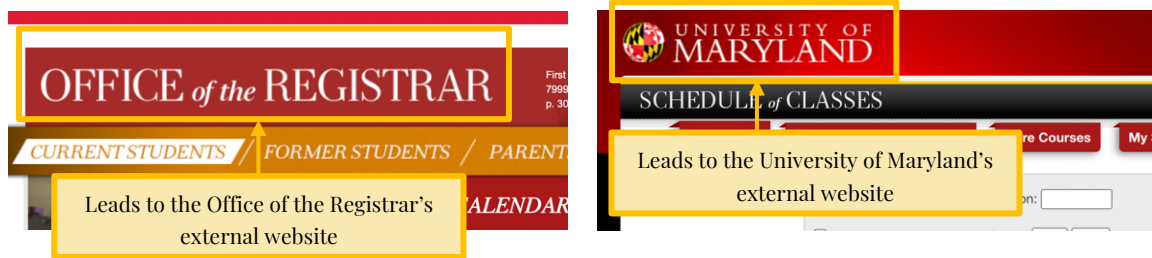 OFFICE of the REGISTRAR
First
7999
p. 30
CURRENT STUDENTS / FORMER STUDENTS / PARENT
ALENDAR
Leads to the Office of the Registrar’s
external website
UNIVERSITY OF
MARYLAND
SCHEDULE of CLASSES
re Courses
My
Leads to the University of Maryland’s
external website
on: